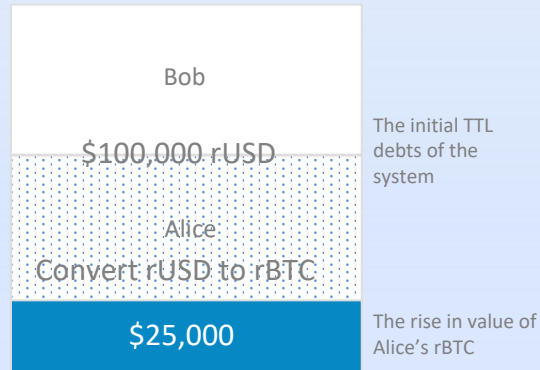 Bob
$100,000 rUSD
The initial TTL
debts of the
system
Alice
Convert rUSD to rBTC
$25,000
The rise in value of
Alice's rBTC